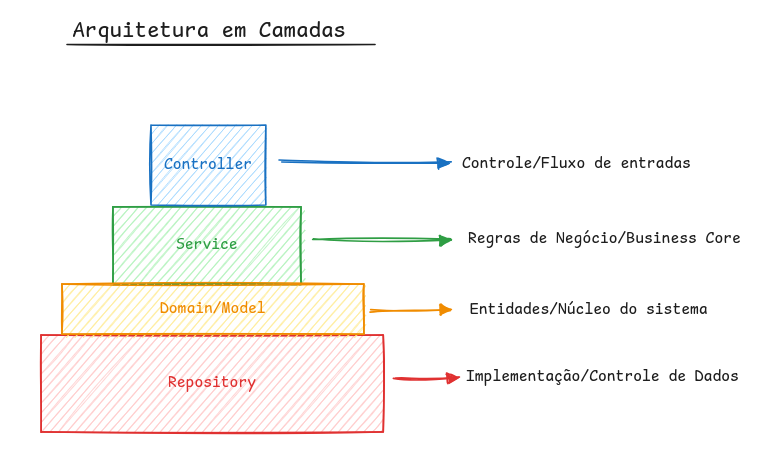 Arquitetura em Camadas
Controller
Controle/Fluxo de entradas
Service
Regras de Negócio/Business Core
Domain/Model
Entidades/Núcleo do sistema
Repository
Implementação/Controle de Dados